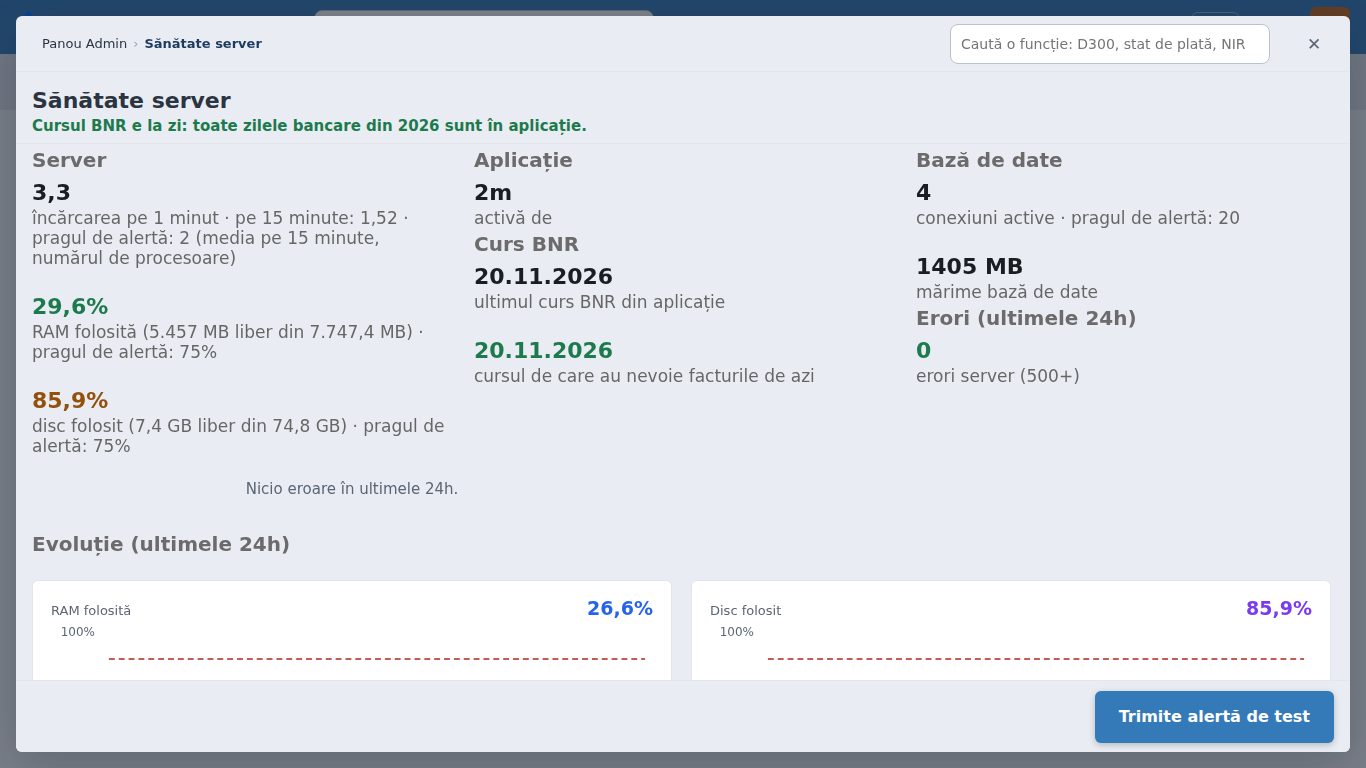 Panou Admin › Sănătate server
Caută o funcție: D300, stat de plată, NIR
✕
Sănătate server
Cursul BNR e la zi: toate zilele bancare din 2026 sunt în aplicație.
Server
3,3
încărcarea pe 1 minut · pe 15 minute: 1,52 ·
pragul de alertă: 2 (media pe 15 minute,
numărul de procesoare)
29,6%
RAM folosită (5.457 MB liber din 7.747,4 MB) ·
pragul de alertă: 75%
85,9%
disc folosit (7,4 GB liber din 74,8 GB) · pragul de
alertă: 75%
Aplicație
2m
activă de
Curs BNR
20.11.2026
ultimul curs BNR din aplicație
20.11.2026
cursul de care au nevoie facturile de azi
Bază de date
4
conexiuni active · pragul de alertă: 20
1405 MB
mărime bază de date
Erori (ultimele 24h)
0
erori server (500+)
Nicio eroare în ultimele 24h.
Evoluție (ultimele 24h)
RAM folosită
26,6%
100%
Disc folosit
85,9%
100%
Trimite alertă de test